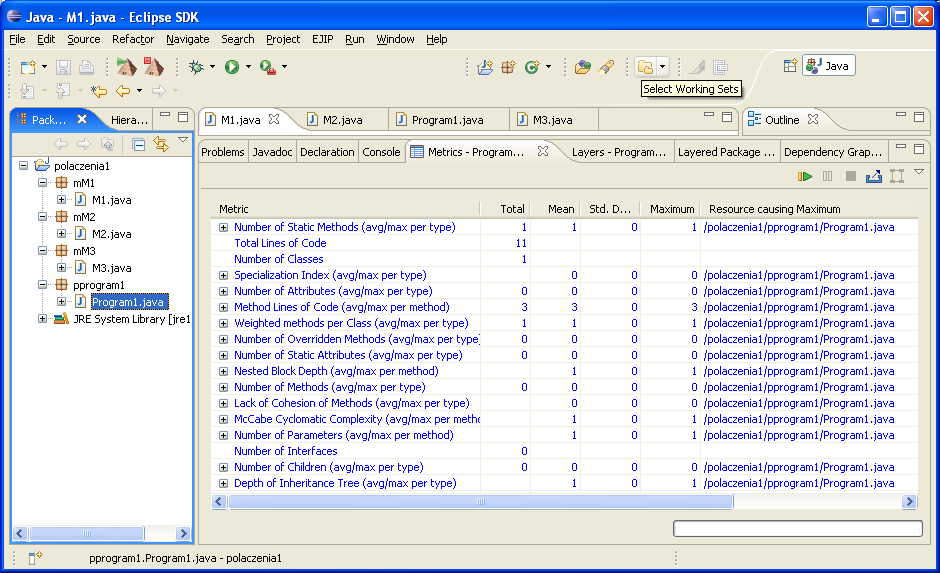 Java - M1.java - Eclipse SDK
File Edit Source Refactor Navigate Search Project EJIP Run Window Help
Java
Select Working Sets
Pack... Hiera...
M1.java M2.java Program1.java M3.java
Outline
Problems Javadoc Declaration Console Metrics - Program... Layers - Program... Layered Package ... Dependency Grap...
polaczenia1
mM1
M1.java
mM2
M2.java
mM3
M3.java
pprogram1
Program1.java
JRE System Library [jre1
Metric Total Mean Std. D... Maximum Resource causing Maximum
Number of Static Methods (avg/max per type) 1 1 0 1 /polaczenia1/pprogram1/Program1.java
Total Lines of Code 11
Number of Classes 1
Specialization Index (avg/max per type) 0 0 0 /polaczenia1/pprogram1/Program1.java
Number of Attributes (avg/max per type) 0 0 0 0 /polaczenia1/pprogram1/Program1.java
Method Lines of Code (avg/max per method) 3 3 0 3 /polaczenia1/pprogram1/Program1.java
Weighted methods per Class (avg/max per type) 1 1 0 1 /polaczenia1/pprogram1/Program1.java
Number of Overridden Methods (avg/max per type) 0 0 0 0 /polaczenia1/pprogram1/Program1.java
Number of Static Attributes (avg/max per type) 0 0 0 0 /polaczenia1/pprogram1/Program1.java
Nested Block Depth (avg/max per method) 1 0 1 /polaczenia1/pprogram1/Program1.java
Number of Methods (avg/max per type) 0 0 0 0 /polaczenia1/pprogram1/Program1.java
Lack of Cohesion of Methods (avg/max per type) 0 0 0 /polaczenia1/pprogram1/Program1.java
McCabe Cyclomatic Complexity (avg/max per metho 1 0 1 /polaczenia1/pprogram1/Program1.java
Number of Parameters (avg/max per method) 1 0 1 /polaczenia1/pprogram1/Program1.java
Number of Interfaces 0
Number of Children (avg/max per type) 0 0 0 0 /polaczenia1/pprogram1/Program1.java
Depth of Inheritance Tree (avg/max per type) 1 0 1 /polaczenia1/pprogram1/Program1.java
pprogram1.Program1.java - polaczenia1